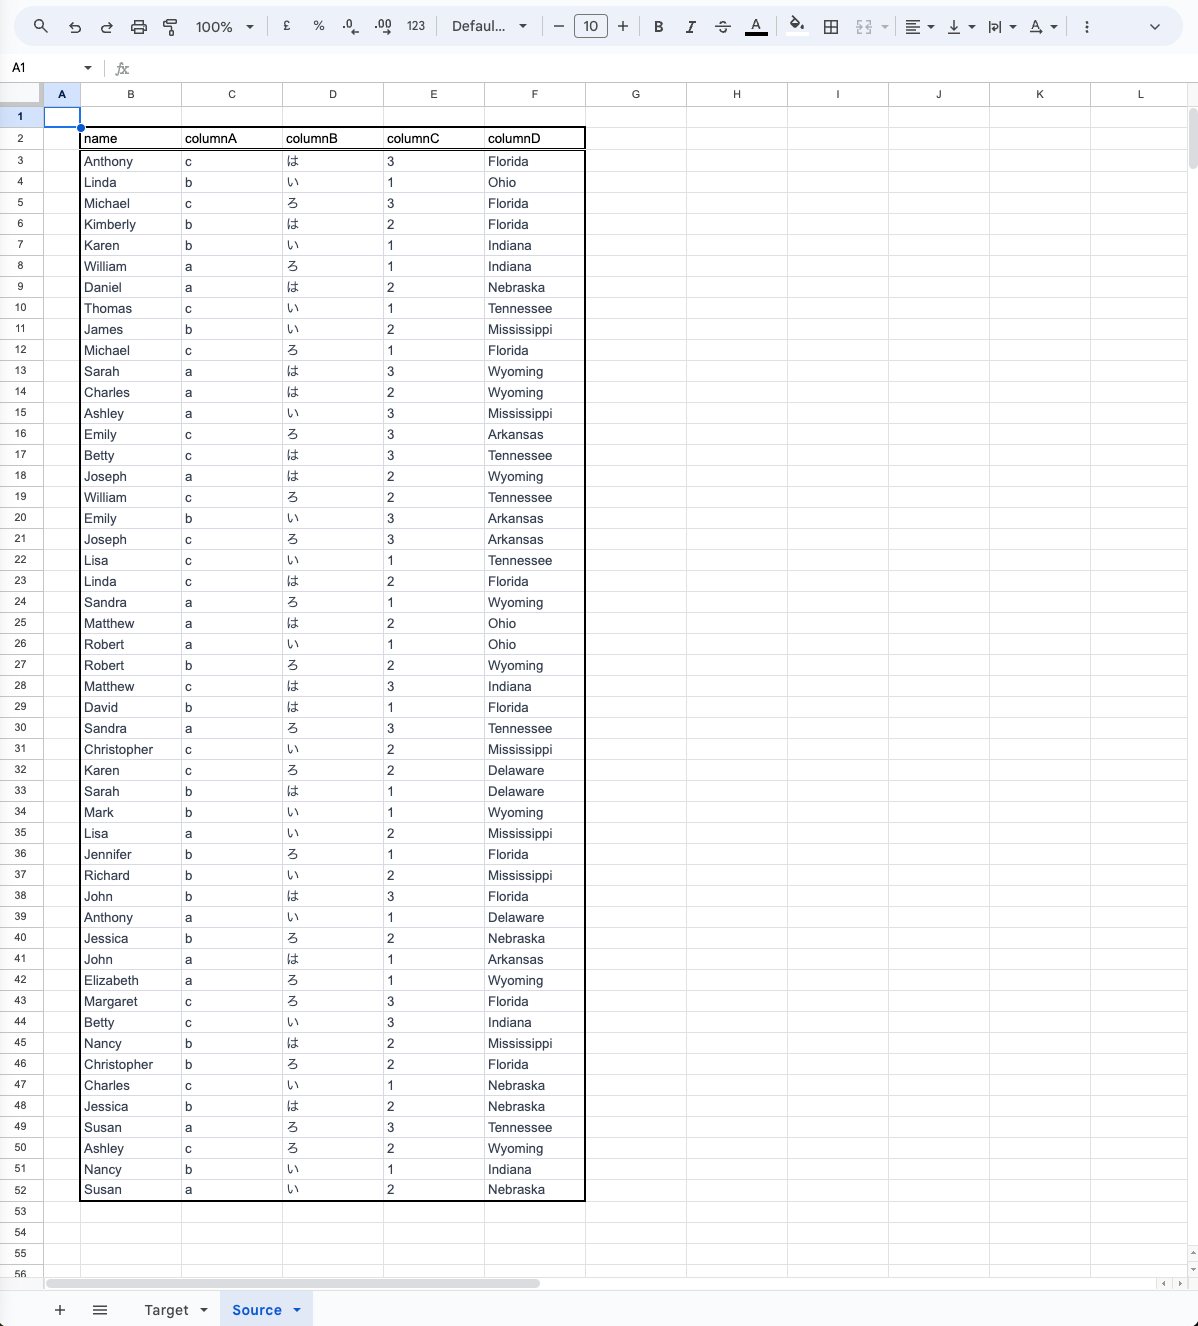 100% £ % .0 .00 123 Defaul... 10 B I S A A
A1 fx
A B C D E F G H I J K L
1
2 name columnA columnB columnC columnD
3 Anthony c は 3 Florida
4 Linda b い 1 Ohio
5 Michael c ろ 3 Florida
6 Kimberly b は 2 Florida
7 Karen b い 1 Indiana
8 William a ろ 1 Indiana
9 Daniel a は 2 Nebraska
10 Thomas c い 1 Tennessee
11 James b い 2 Mississippi
12 Michael c ろ 1 Florida
13 Sarah a は 3 Wyoming
14 Charles a は 2 Wyoming
15 Ashley a い 3 Mississippi
16 Emily c ろ 3 Arkansas
17 Betty c は 3 Tennessee
18 Joseph a は 2 Wyoming
19 William c ろ 2 Tennessee
20 Emily b い 3 Arkansas
21 Joseph c ろ 3 Arkansas
22 Lisa c い 1 Tennessee
23 Linda c は 2 Florida
24 Sandra a ろ 1 Wyoming
25 Matthew a は 2 Ohio
26 Robert a い 1 Ohio
27 Robert b ろ 2 Wyoming
28 Matthew c は 3 Indiana
29 David b は 1 Florida
30 Sandra a ろ 3 Tennessee
31 Christopher c い 2 Mississippi
32 Karen c ろ 2 Delaware
33 Sarah b は 1 Delaware
34 Mark b い 1 Wyoming
35 Lisa a い 2 Mississippi
36 Jennifer b ろ 1 Florida
37 Richard b い 2 Mississippi
38 John b は 3 Florida
39 Anthony a い 1 Delaware
40 Jessica b ろ 2 Nebraska
41 John a は 1 Arkansas
42 Elizabeth a ろ 1 Wyoming
43 Margaret c ろ 3 Florida
44 Betty c い 3 Indiana
45 Nancy b は 2 Mississippi
46 Christopher b ろ 2 Florida
47 Charles c い 1 Nebraska
48 Jessica b は 2 Nebraska
49 Susan a ろ 3 Tennessee
50 Ashley c ろ 2 Wyoming
51 Nancy b い 1 Indiana
52 Susan a い 2 Nebraska
53
54
55
56
Target Source